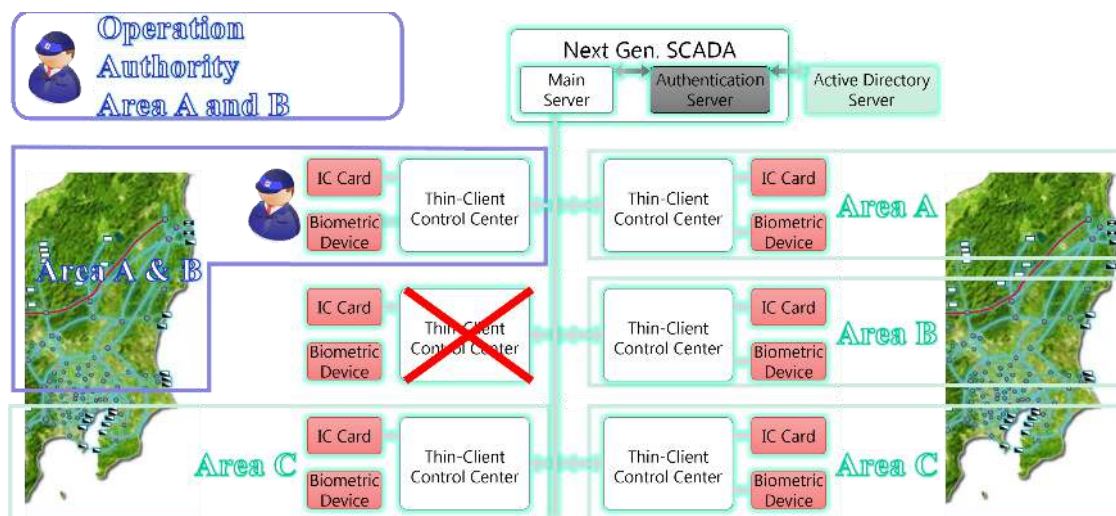 Operation
Authority
Area A and B
Next Gen. SCADA
Main
Server
Authentication
Server
Active Directory
Server
IC Card
Biometric
Device
Thin-Client
Control Center
Area A & B
Thin-Client
Control Center
IC Card
Biometric
Device
Area A
IC Card
Biometric
Device
Thin-Client
Control Center
Thin-Client
Control Center
IC Card
Biometric
Device
Area B
Area C
IC Card
Biometric
Device
Thin-Client
Control Center
Thin-Client
Control Center
IC Card
Biometric
Device
Area C